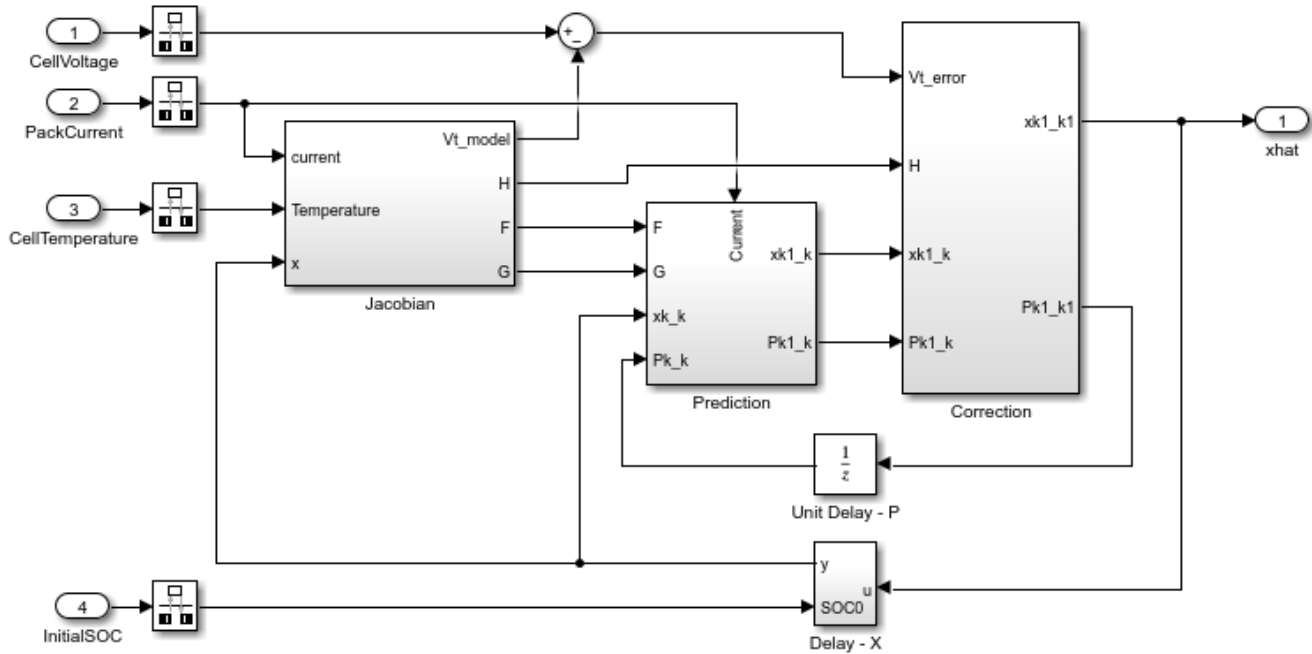 1
CellVoltage
2
PackCurrent
3
CellTemperature
4
InitialSOC
current
Temperature
x
Vt_model
H
F
G
Jacobian
+
−
F
G
xk_k
Pk_k
Current
xk1_k
Pk1_k
Prediction
Vt_error
H
xk1_k
Pk1_k
xk1_k1
Pk1_k1
Correction
1
xhat
1
z
Unit Delay - P
y
u
SOC0
Delay - X